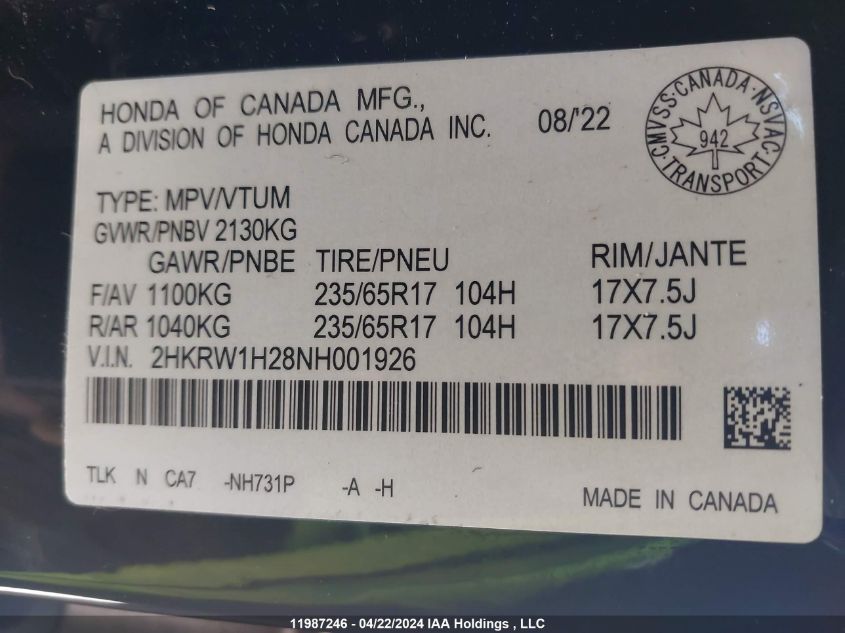 HONDA OF CANADA MFG.,
A DIVISION OF HONDA CANADA INC. 08/'22
CMVSS · CANADA · NSVAC · TRANSPORT ·
942
TYPE: MPV/VTUM
GVWR/PNBV 2130KG
GAWR/PNBE TIRE/PNEU RIM/JANTE
F/AV 1100KG 235/65R17 104H 17X7.5J
R/AR 1040KG 235/65R17 104H 17X7.5J
V.I.N. 2HKRW1H28NH001926
TLK N CA7 -NH731P -A -H
MADE IN CANADA
11987246 - 04/22/2024 IAA Holdings , LLC